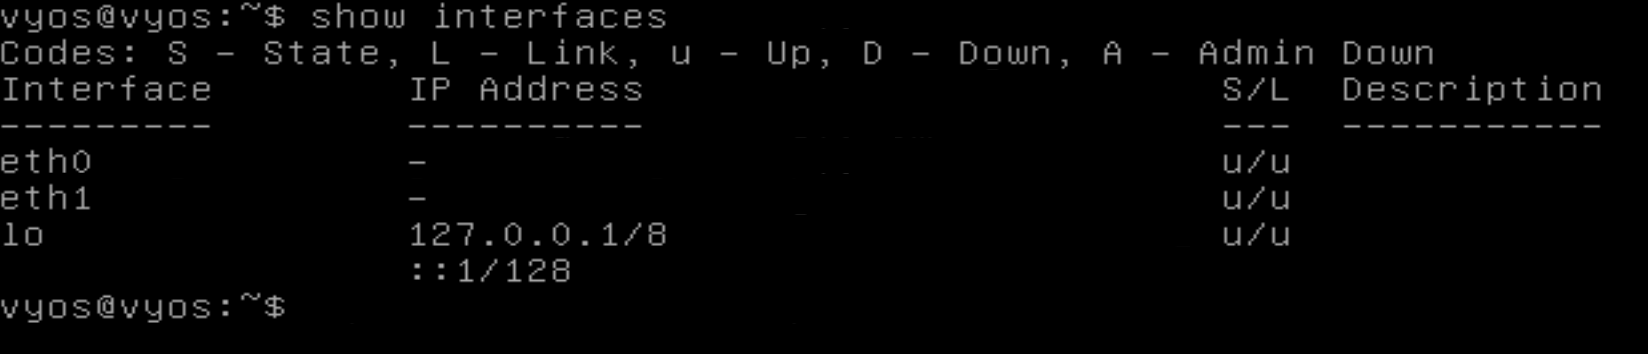 vyos@vyos:~$ show interfaces
Codes: S - State, L - Link, u - Up, D - Down, A - Admin Down
Interface        IP Address                        S/L  Description
---------        ----------                        ---  -----------
eth0             -                                 u/u
eth1             -                                 u/u
lo               127.0.0.1/8                       u/u
                 ::1/128
vyos@vyos:~$